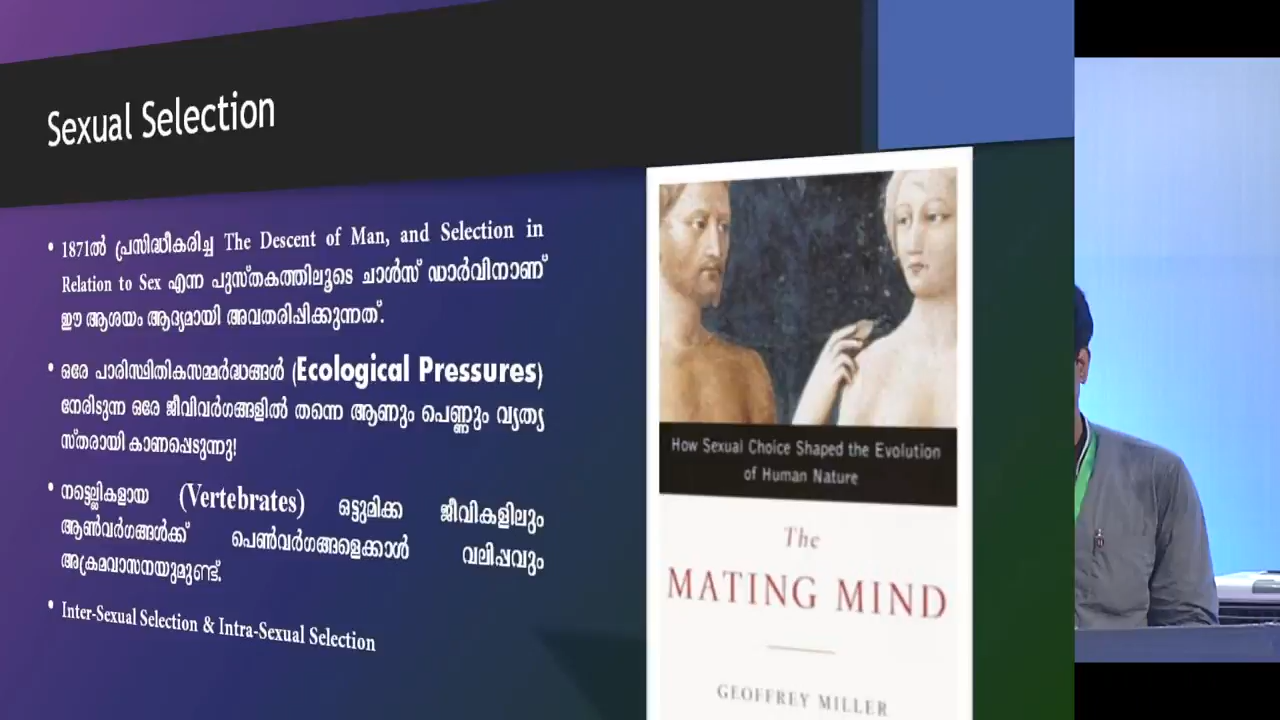 Sexual Selection
• 1871ൽ പ്രസിദ്ധീകരിച്ച The Descent of Man, and Selection in
Relation to Sex എന്ന പുസ്തകത്തിലൂടെ ചാൾസ് ഡാർവിനാണ്
ഈ ആശയം ആദ്യമായി അവതരിപ്പിക്കുന്നത്.
• ഒരേ പാരിസ്ഥിതികസമ്മർദ്ധങ്ങൾ (Ecological Pressures)
നേരിടുന്ന ഒരേ ജീവിവർഗങ്ങളിൽ തന്നെ ആണും പെണ്ണും വ്യത്യ
സ്തരായി കാണപ്പെടുന്നു!
• നട്ടെല്ലികളായ (Vertebrates) ഒട്ടുമിക്ക ജീവികളിലും
ആൺവർഗങ്ങൾക്ക് പെൺവർഗങ്ങളെക്കാൾ വലിപ്പവും
അക്രമവാസനയുമുണ്ട്.
• Inter-Sexual Selection & Intra-Sexual Selection
How Sexual Choice Shaped the Evolution
of Human Nature
The
MATING MIND
GEOFFREY MILLER